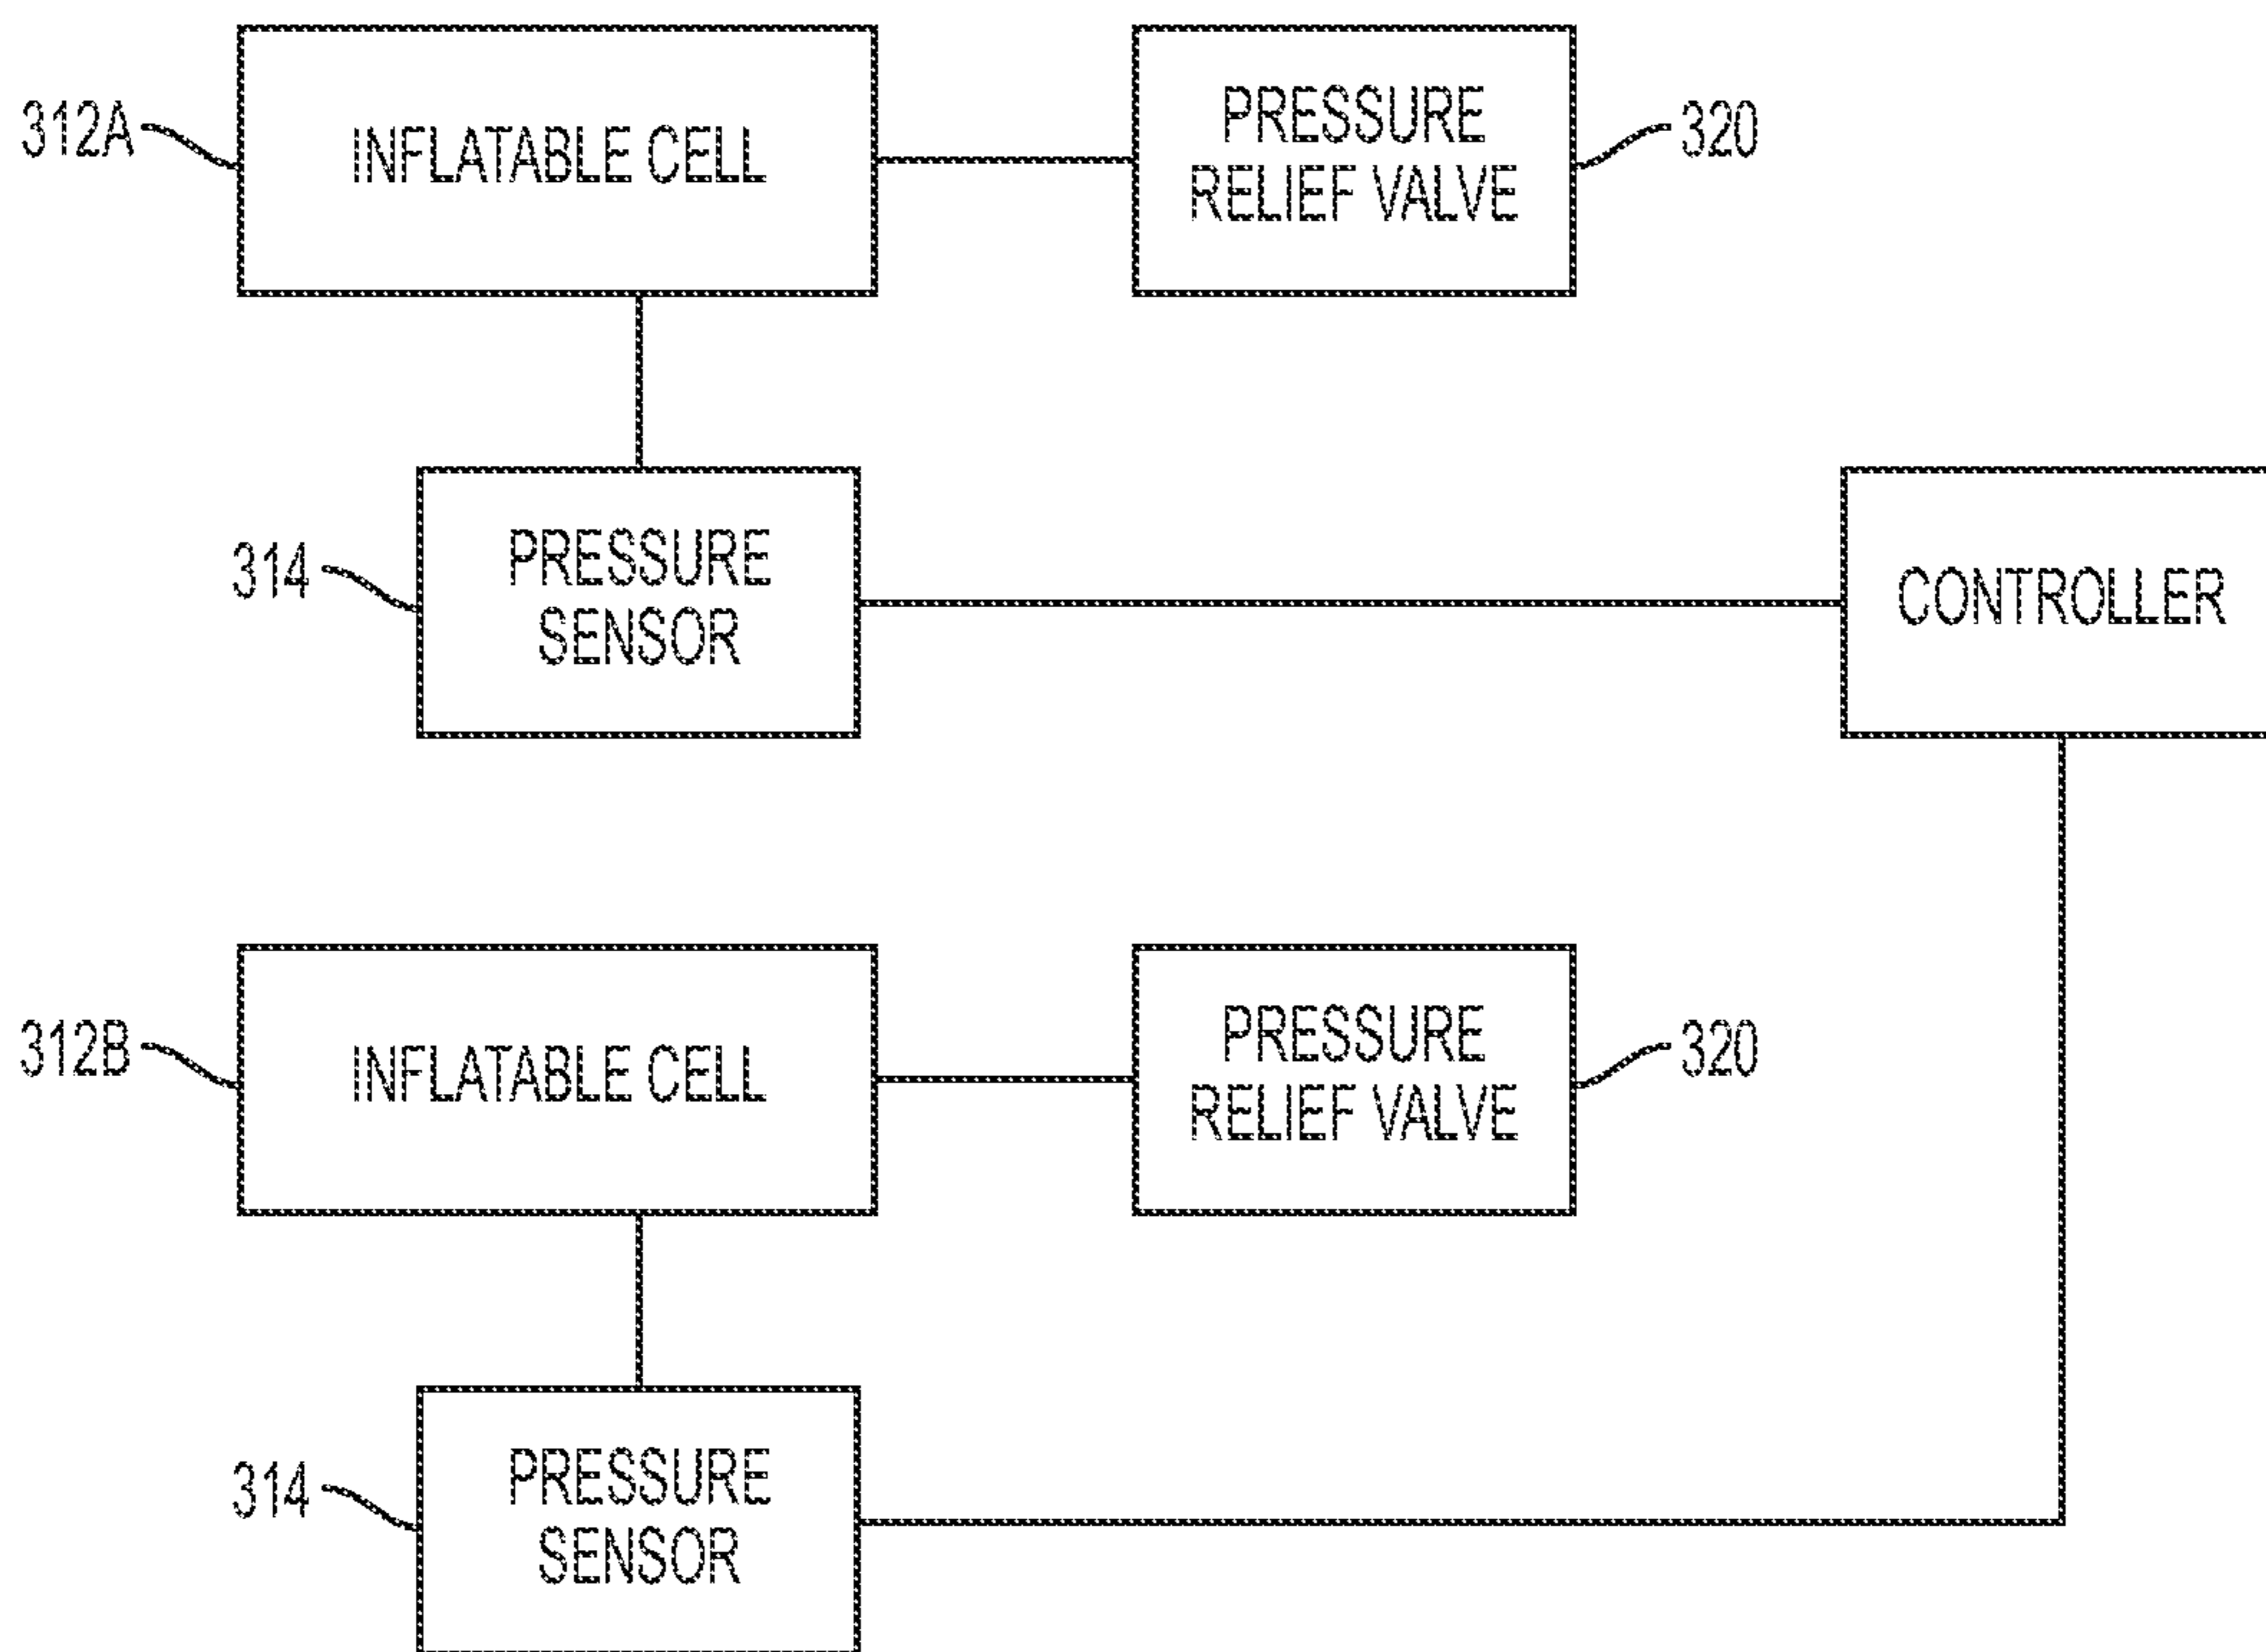 312A
INFLATABLE CELL
PRESSURE
RELIEF VALVE
320
314
PRESSURE
SENSOR
CONTROLLER
312B
INFLATABLE CELL
PRESSURE
RELIEF VALVE
320
314
PRESSURE
SENSOR